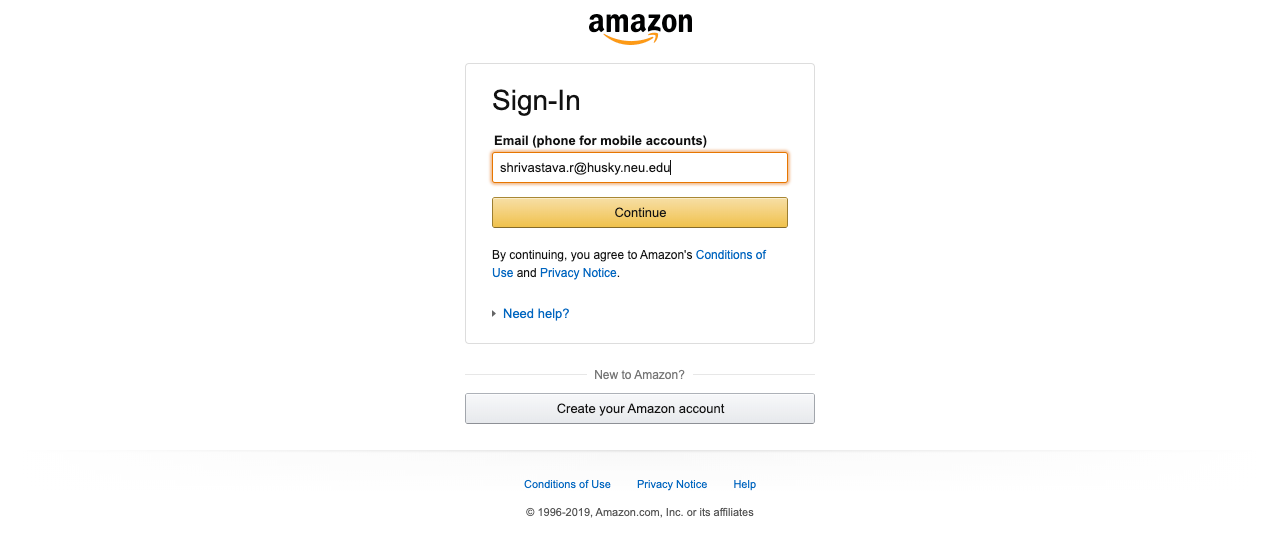 amazon
Sign-In
Email (phone for mobile accounts)
shrivastava.r@husky.neu.edu
Continue
By continuing, you agree to Amazon's Conditions of
Use and Privacy Notice.
Need help?
New to Amazon?
Create your Amazon account
Conditions of Use Privacy Notice Help
© 1996-2019, Amazon.com, Inc. or its affiliates